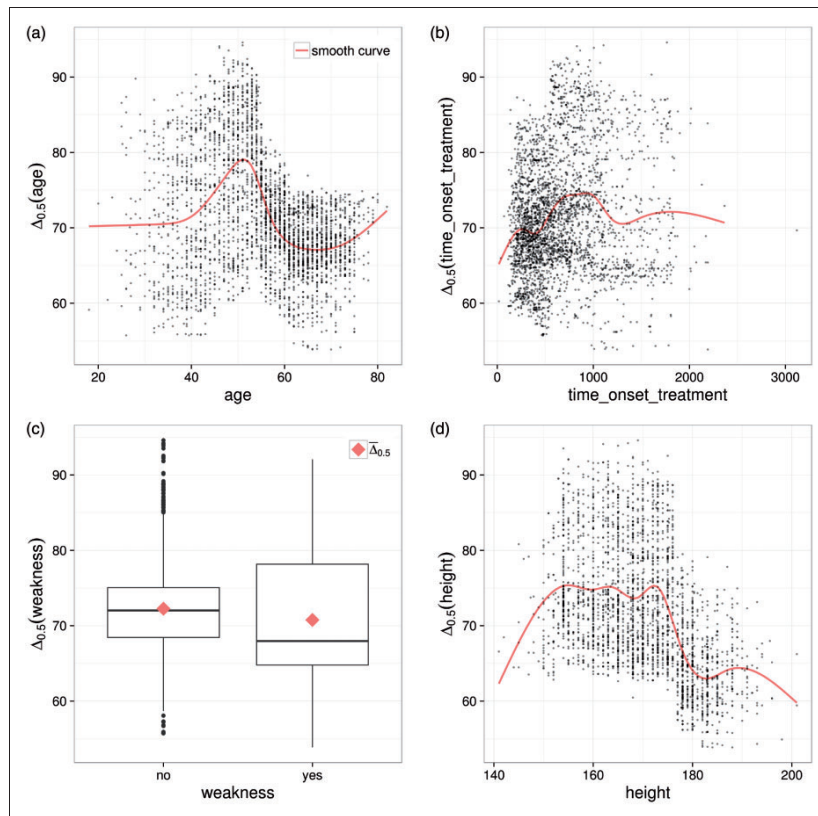 (a)
smooth curve
90
80
70
60
Δ0.5(age)
20 40 60 80
age
(b)
90
80
70
60
Δ0.5(time_onset_treatment)
0 1000 2000 3000
time_onset_treatment
(c)
Δ̅0.5
90
80
70
60
Δ0.5(weakness)
no yes
weakness
(d)
90
80
70
60
Δ0.5(height)
140 160 180 200
height